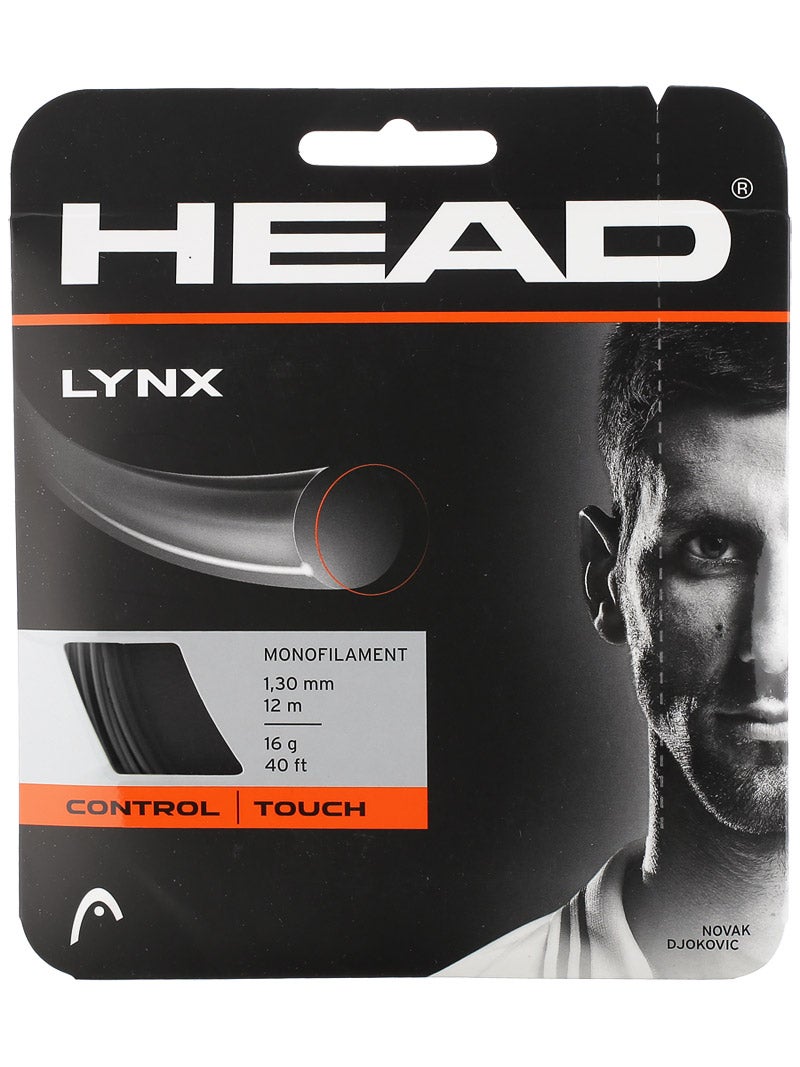 HEAD®
LYNX
MONOFILAMENT
1,30 mm
12 m
16 g
40 ft
CONTROL | TOUCH
NOVAK
DJOKOVIC